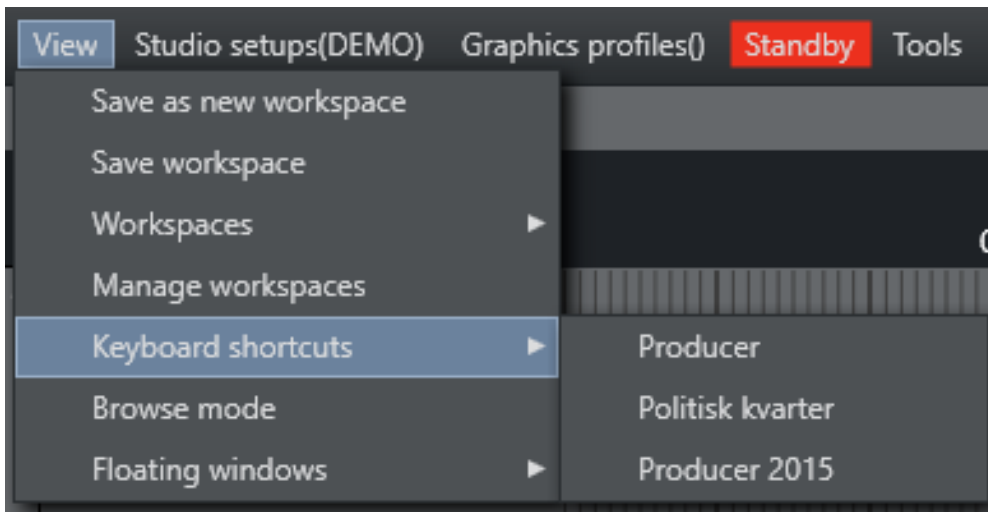 View Studio setups(DEMO) Graphics profiles() Standby Tools
Save as new workspace
Save workspace
Workspaces
Manage workspaces
Keyboard shortcuts
Browse mode
Floating windows
Producer
Politisk kvarter
Producer 2015